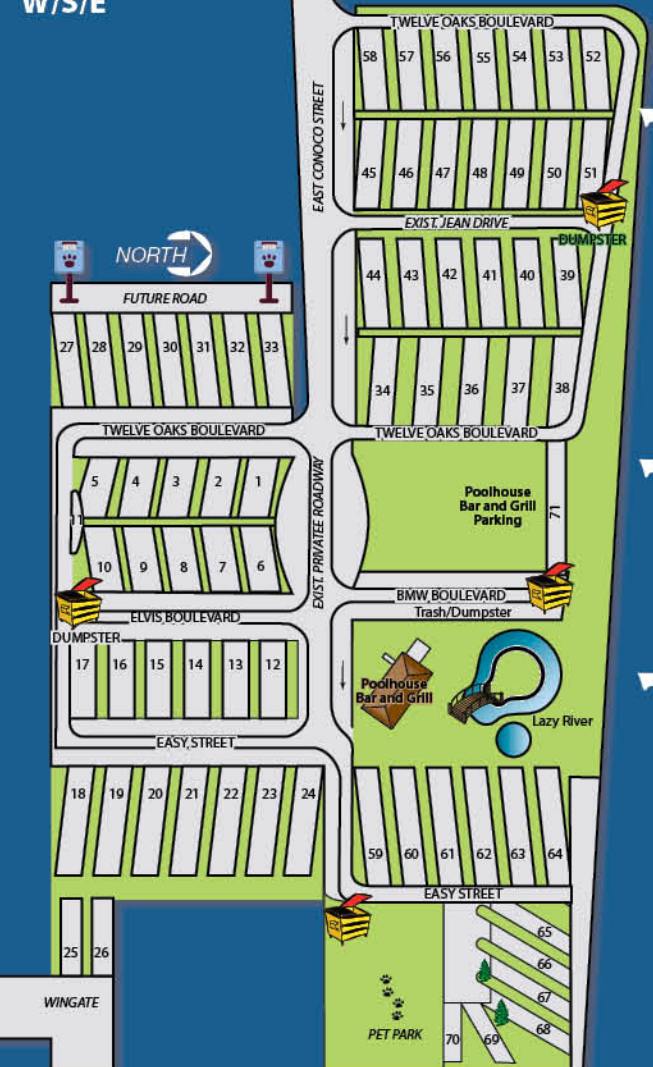 W/S/E
TWELVE OAKS BOULEVARD
58 57 56 55 54 53 52
EAST CONOCO STREET
45 46 47 48 49 50 51
EXIST. JEAN DRIVE
DUMPSTER
NORTH
44 43 42 41 40 39
FUTURE ROAD
27 28 29 30 31 32 33
34 35 36 37 38
TWELVE OAKS BOULEVARD
TWELVE OAKS BOULEVARD
5 4 3 2 1
EXIST. PRIVATEE ROADWAY
Poolhouse
Bar and Grill
Parking
71
11
10 9 8 7 6
BMW BOULEVARD
Trash/Dumpster
ELVIS BOULEVARD
DUMPSTER
17 16 15 14 13 12
Poolhouse
Bar and Grill
Lazy River
EASY STREET
18 19 20 21 22 23 24
59 60 61 62 63 64
EASY STREET
25 26
65
66
67
68
WINGATE
PET PARK
70 69